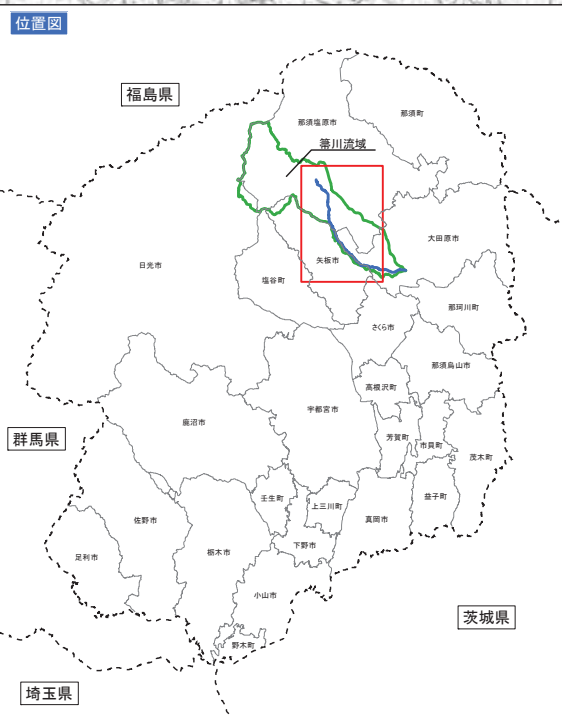 位置図
福島県
那須塩原市
那須町
箒川流域
大田原市
日光市
矢板市
塩谷町
那珂川町
さくら市
那須烏山市
高根沢町
宇都宮市
鹿沼市
群馬県
芳賀町
市貝町
茂木町
壬生町
上三川町
真岡市
益子町
佐野市
栃木市
下野市
足利市
小山市
茨城県
野木町
埼玉県